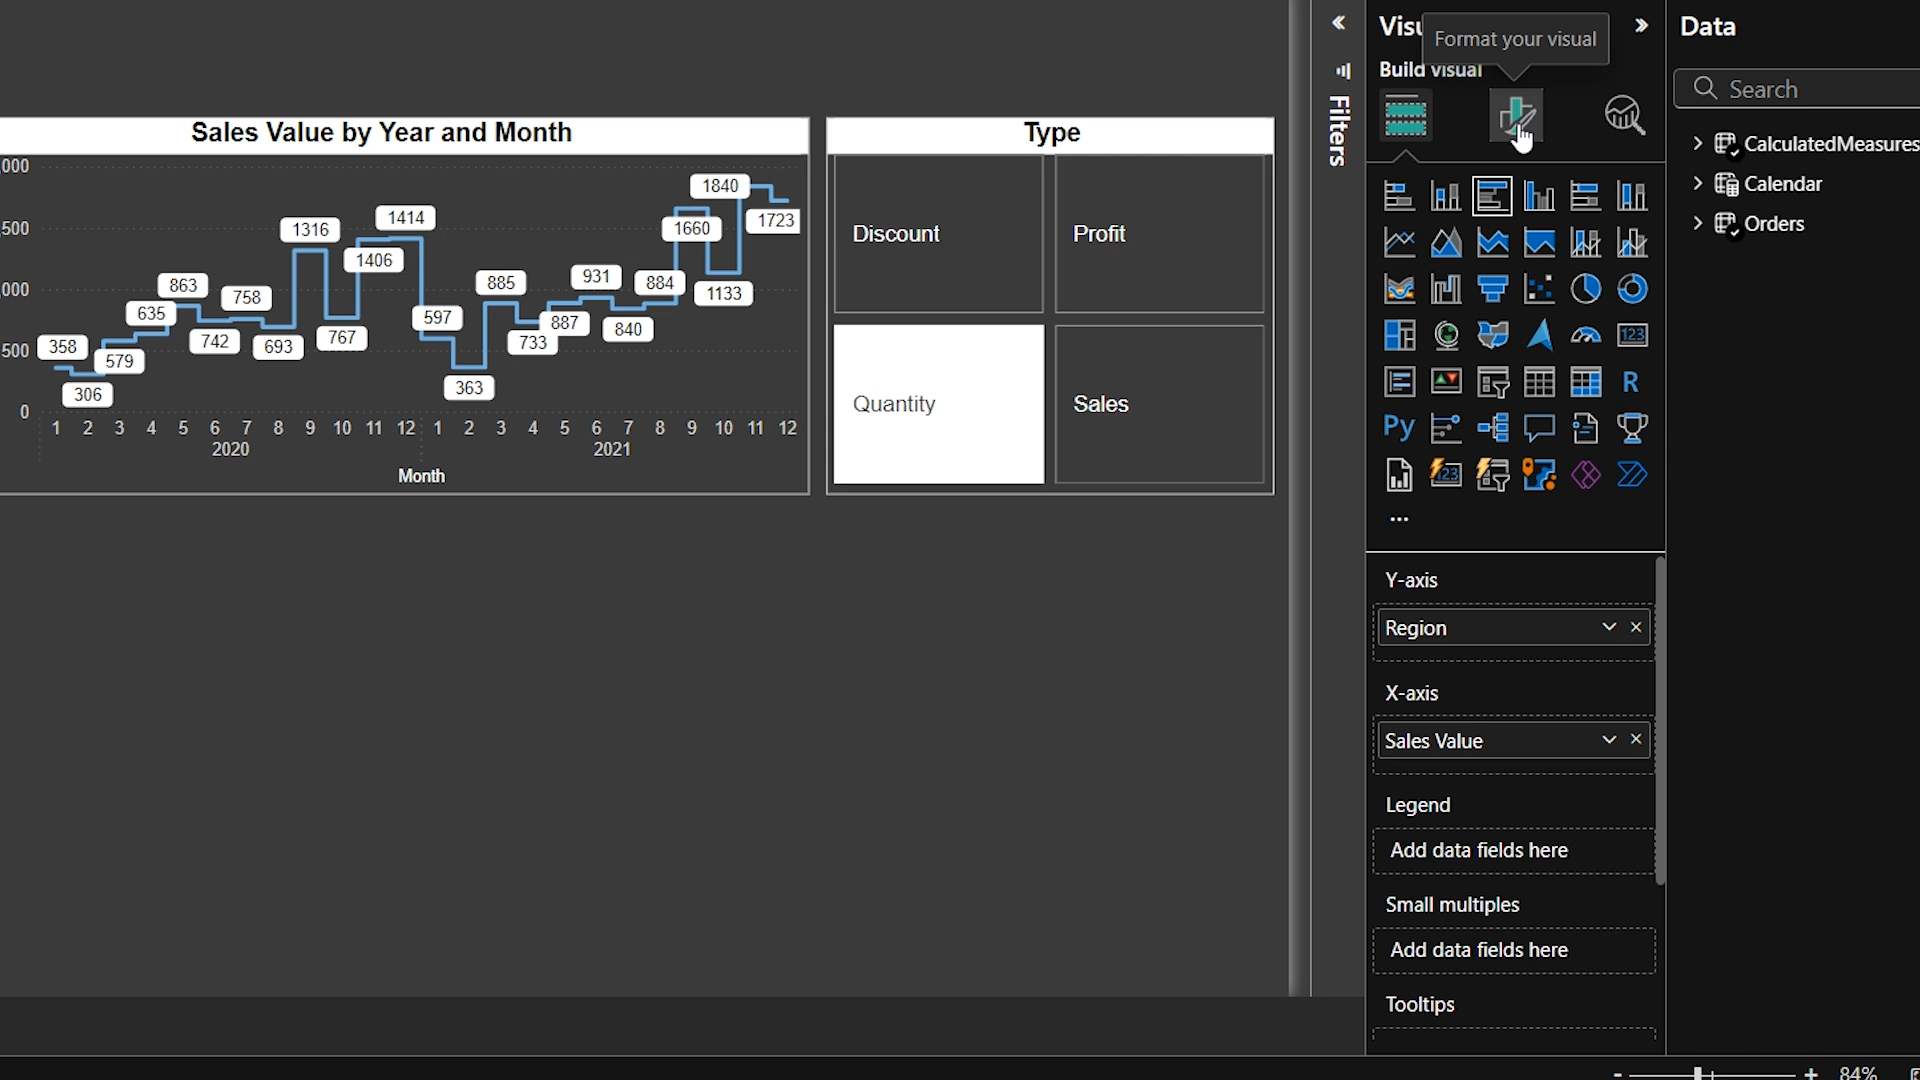 Sales Value by Year and Month
,000
,500
,000
500
0
358
306
579
635
863
742
758
693
1316
767
1406
1414
597
363
885
733
887
931
840
884
1660
1840
1133
1723
1 2 3 4 5 6 7 8 9 10 11 12 1 2 3 4 5 6 7 8 9 10 11 12
2020 2021
Month
Type
Discount
Profit
Quantity
Sales
Filters
Format your visual
Build visual
123
R
Py
123
...
Y-axis
Region
X-axis
Sales Value
Legend
Add data fields here
Small multiples
Add data fields here
Tooltips
Data
Search
CalculatedMeasures
Calendar
Orders
- + 84%